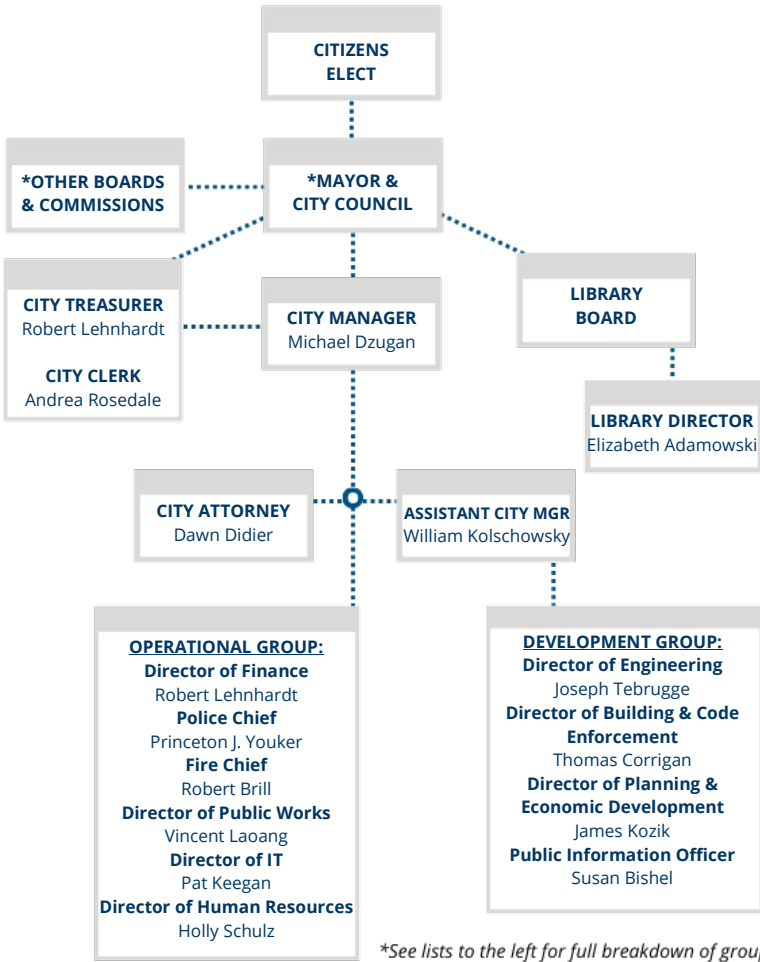 CITIZENS
ELECT
*OTHER BOARDS
& COMMISSIONS
*MAYOR &
CITY COUNCIL
CITY TREASURER
Robert Lehnhardt
CITY CLERK
Andrea Rosedale
CITY MANAGER
Michael Dzugan
LIBRARY
BOARD
LIBRARY DIRECTOR
Elizabeth Adamowski
CITY ATTORNEY
Dawn Didier
ASSISTANT CITY MGR
William Kolschowsky
OPERATIONAL GROUP:
Director of Finance
Robert Lehnhardt
Police Chief
Princeton J. Youker
Fire Chief
Robert Brill
Director of Public Works
Vincent Laoang
Director of IT
Pat Keegan
Director of Human Resources
Holly Schulz
DEVELOPMENT GROUP:
Director of Engineering
Joseph Tebrugge
Director of Building & Code
Enforcement
Thomas Corrigan
Director of Planning &
Economic Development
James Kozik
Public Information Officer
Susan Bishel
*See lists to the left for full breakdown of group